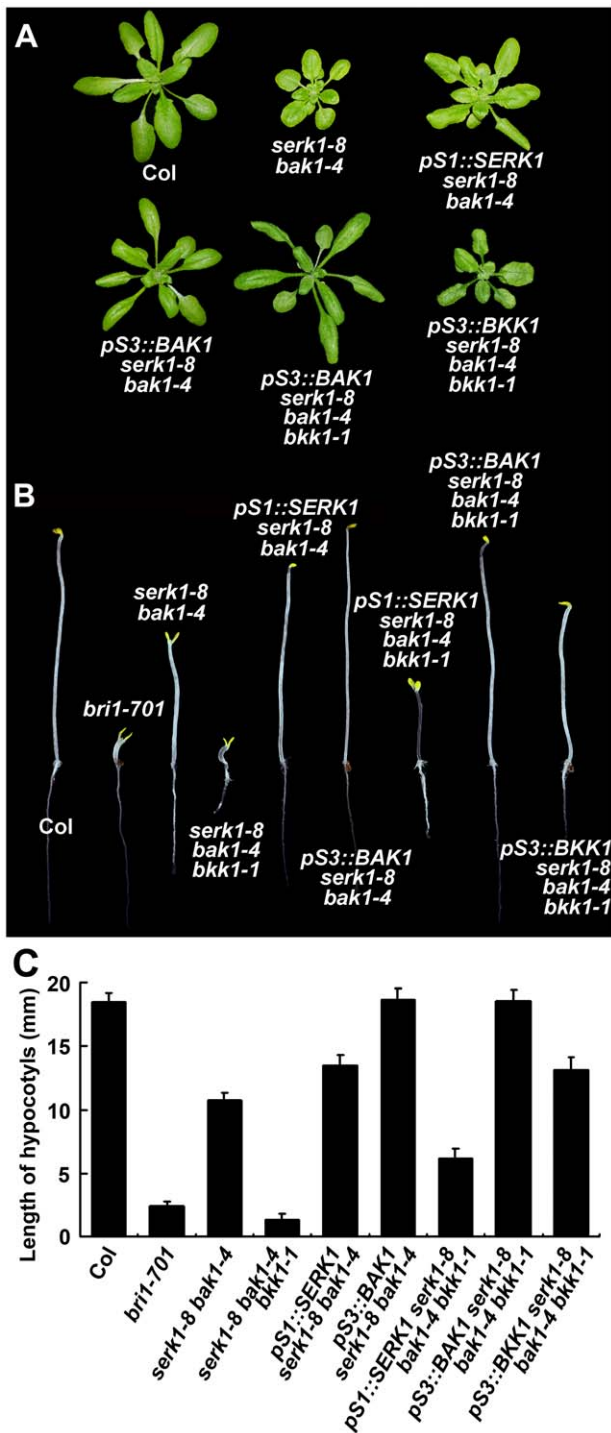 A
Col
serk1-8
bak1-4
pS1::SERK1
serk1-8
bak1-4
pS3::BAK1
serk1-8
bak1-4
pS3::BAK1
serk1-8
bak1-4
bkk1-1
pS3::BKK1
serk1-8
bak1-4
bkk1-1
B
Col
bri1-701
serk1-8
bak1-4
serk1-8
bak1-4
bkk1-1
pS1::SERK1
serk1-8
bak1-4
pS3::BAK1
serk1-8
bak1-4
pS1::SERK1
serk1-8
bak1-4
bkk1-1
pS3::BAK1
serk1-8
bak1-4
bkk1-1
pS3::BKK1
serk1-8
bak1-4
bkk1-1
C
Length of hypocotyls (mm)
20
15
10
5
0
Col
bri1-701
serk1-8 bak1-4
serk1-8 bak1-4
bkk1-1
pS1::SERK1
serk1-8 bak1-4
pS3::BAK1
serk1-8 bak1-4
pS1::SERK1 serk1-8
bak1-4 bkk1-1
pS3::BAK1 serk1-8
bak1-4 bkk1-1
pS3::BKK1 serk1-8
bak1-4 bkk1-1